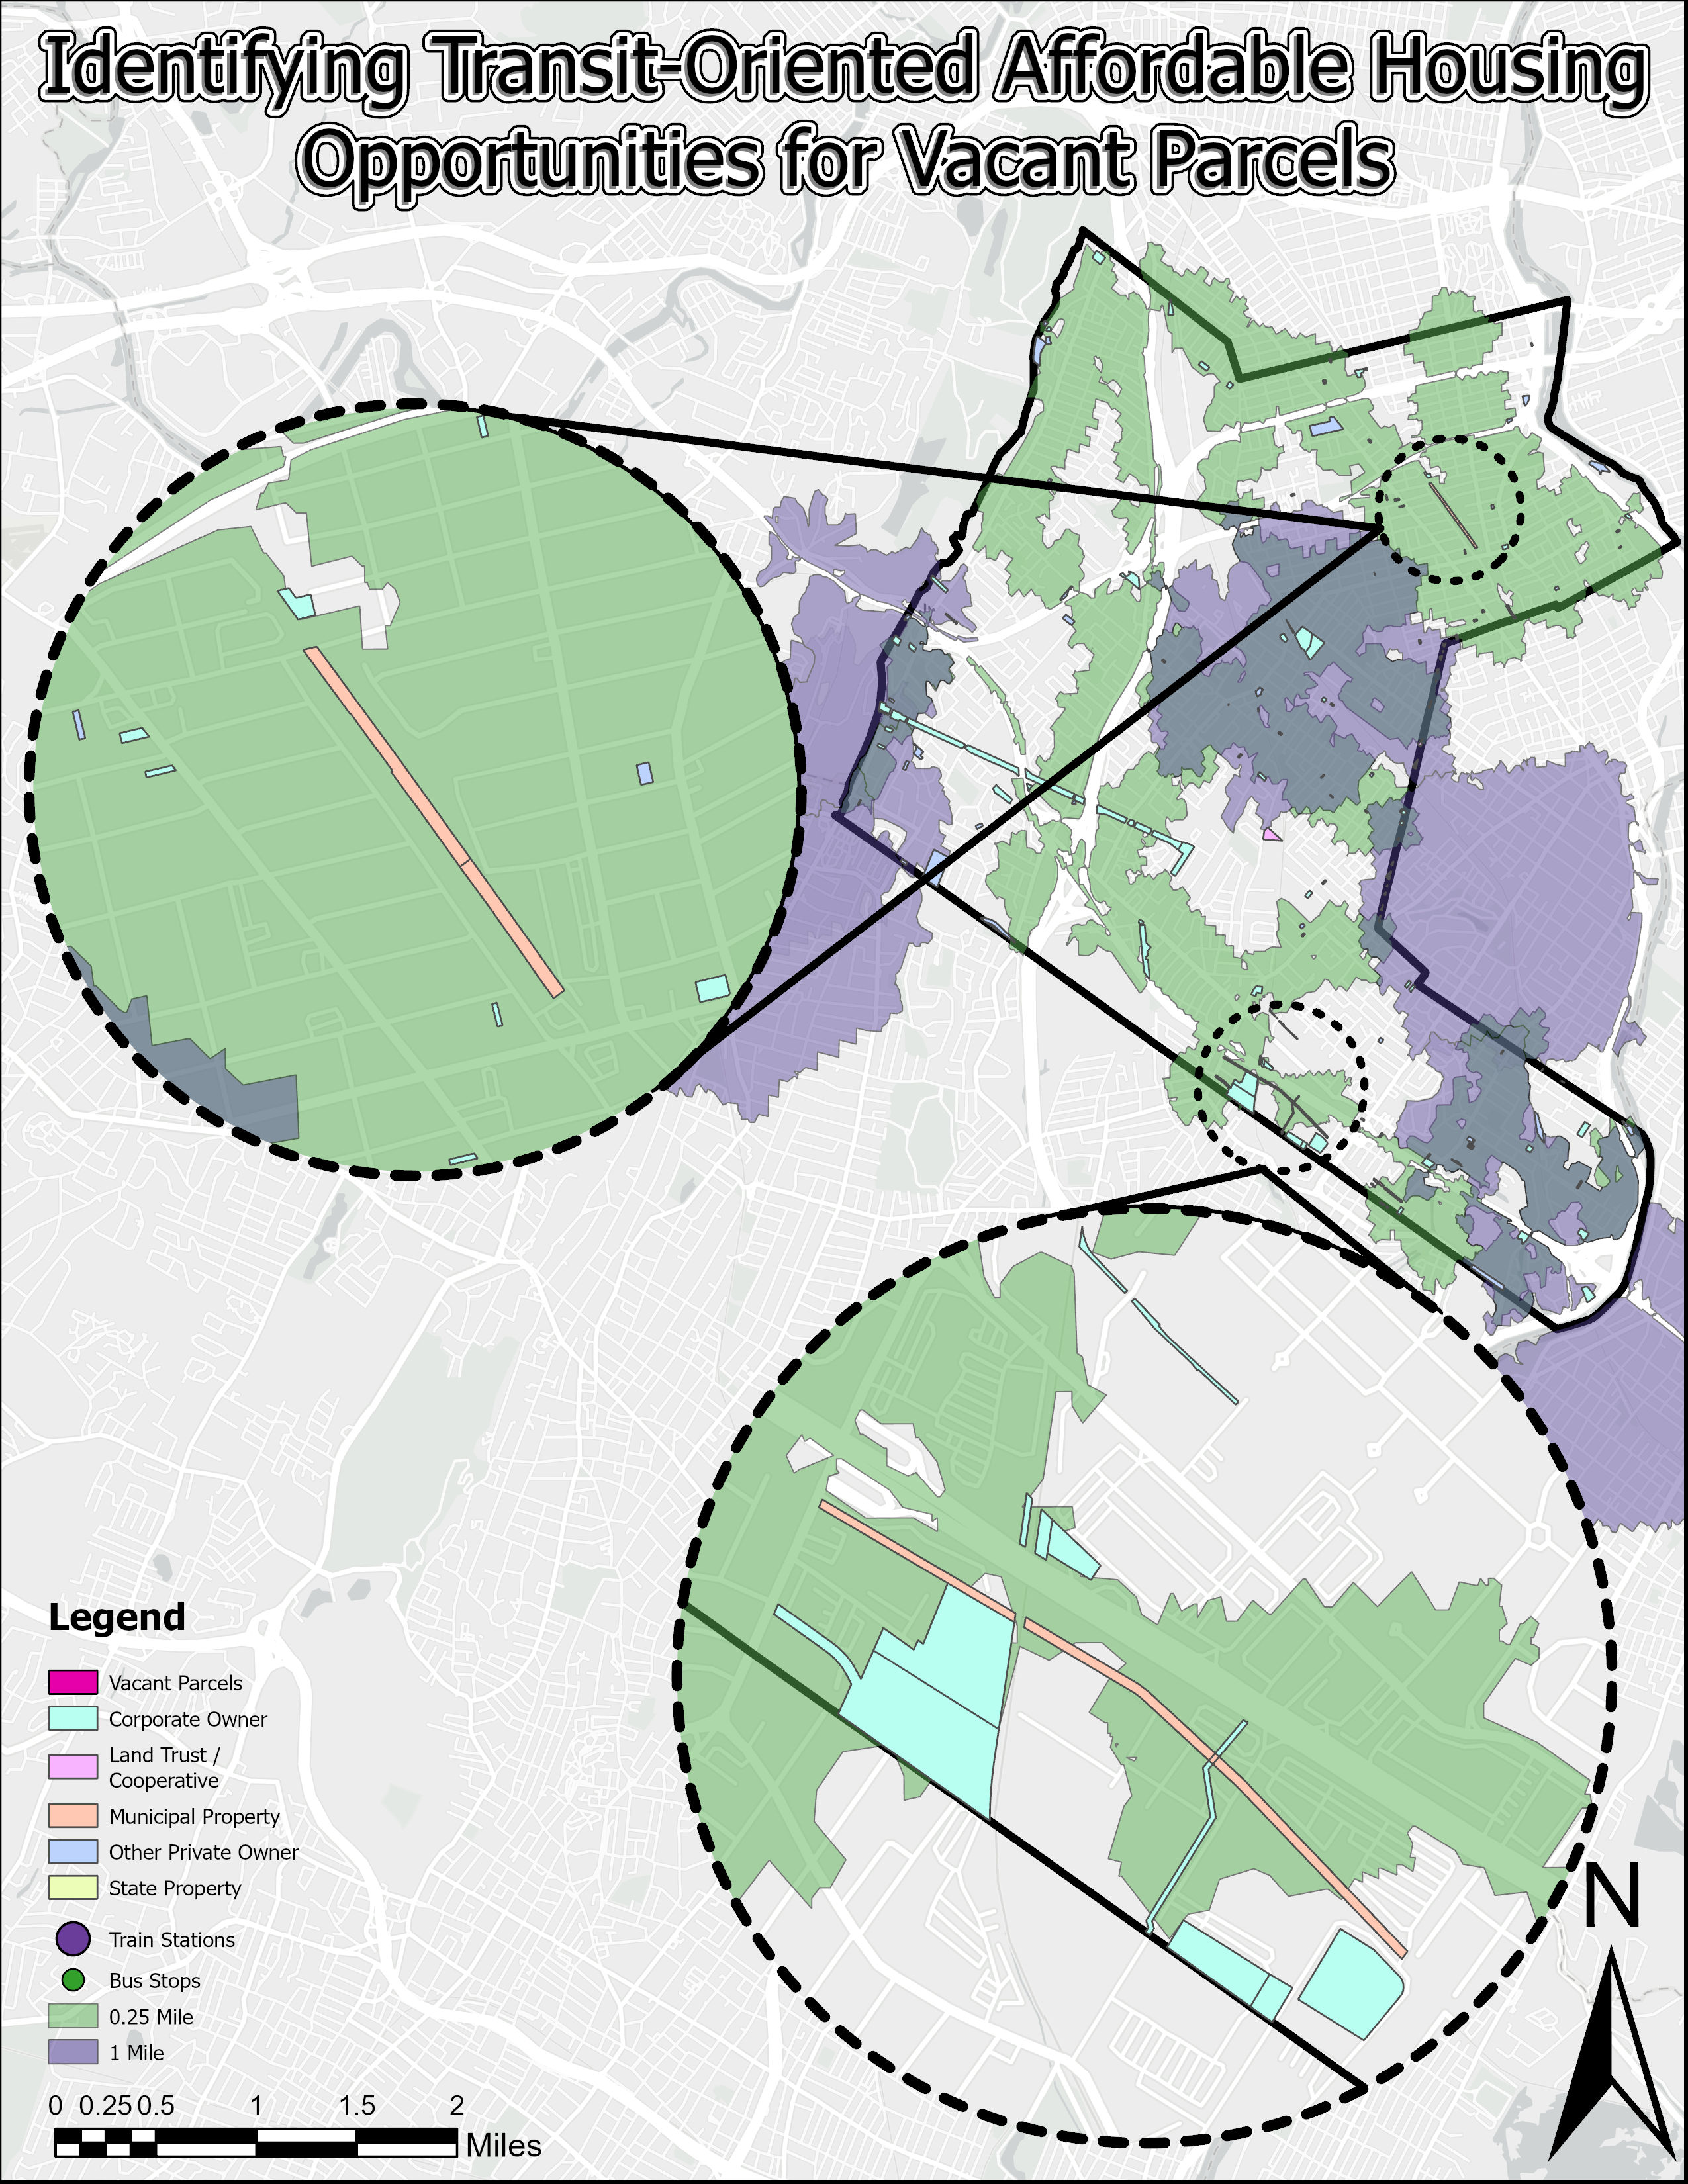 Identifying Transit-Oriented Affordable Housing
Opportunities for Vacant Parcels
Legend
Vacant Parcels
Corporate Owner
Land Trust /
Cooperative
Municipal Property
Other Private Owner
State Property
Train Stations
Bus Stops
0.25 Mile
1 Mile
0 0.25 0.5 1 1.5 2
Miles
N